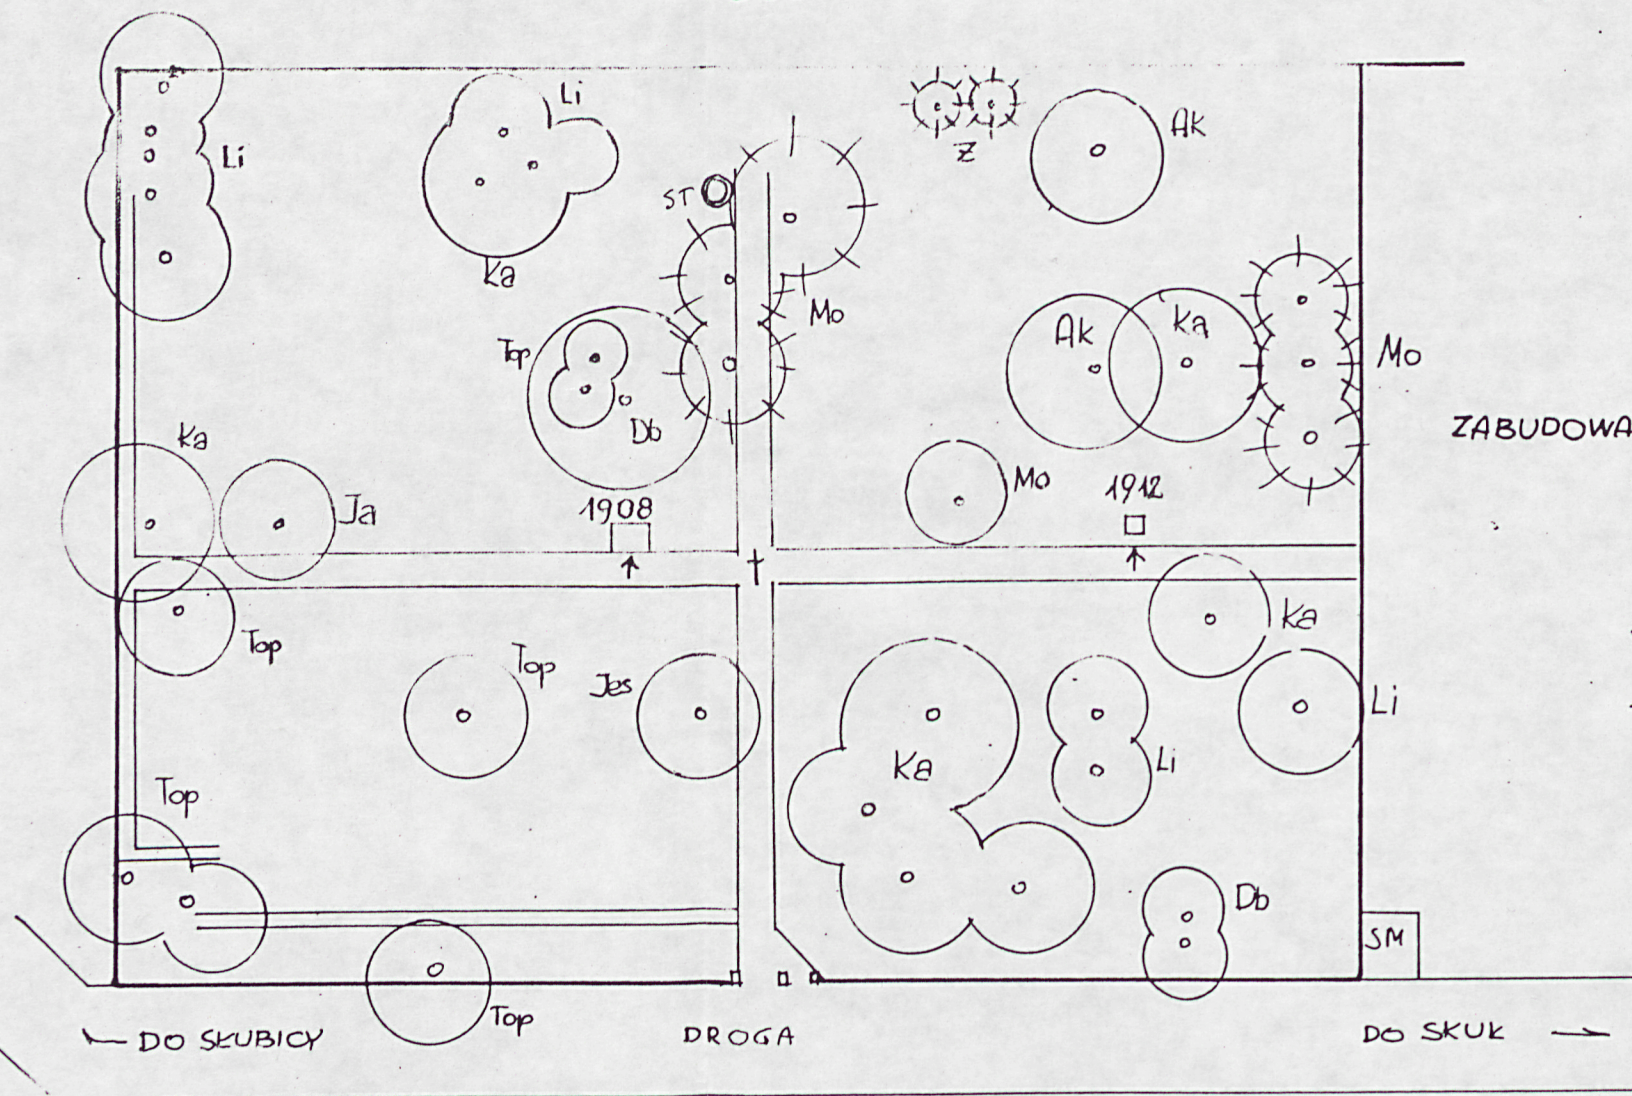 Li
Ak
Li
Ż
ST
Ka
Mo
Ak
Ka
Mo
Top
Db
ZABUDOWA
Ka
Mo
1912
Ja
1908
Ka
Top
Top
Jes
Li
Ka
Li
Top
Db
SM
Top
DO SŁUBICY
DROGA
DO SKUK